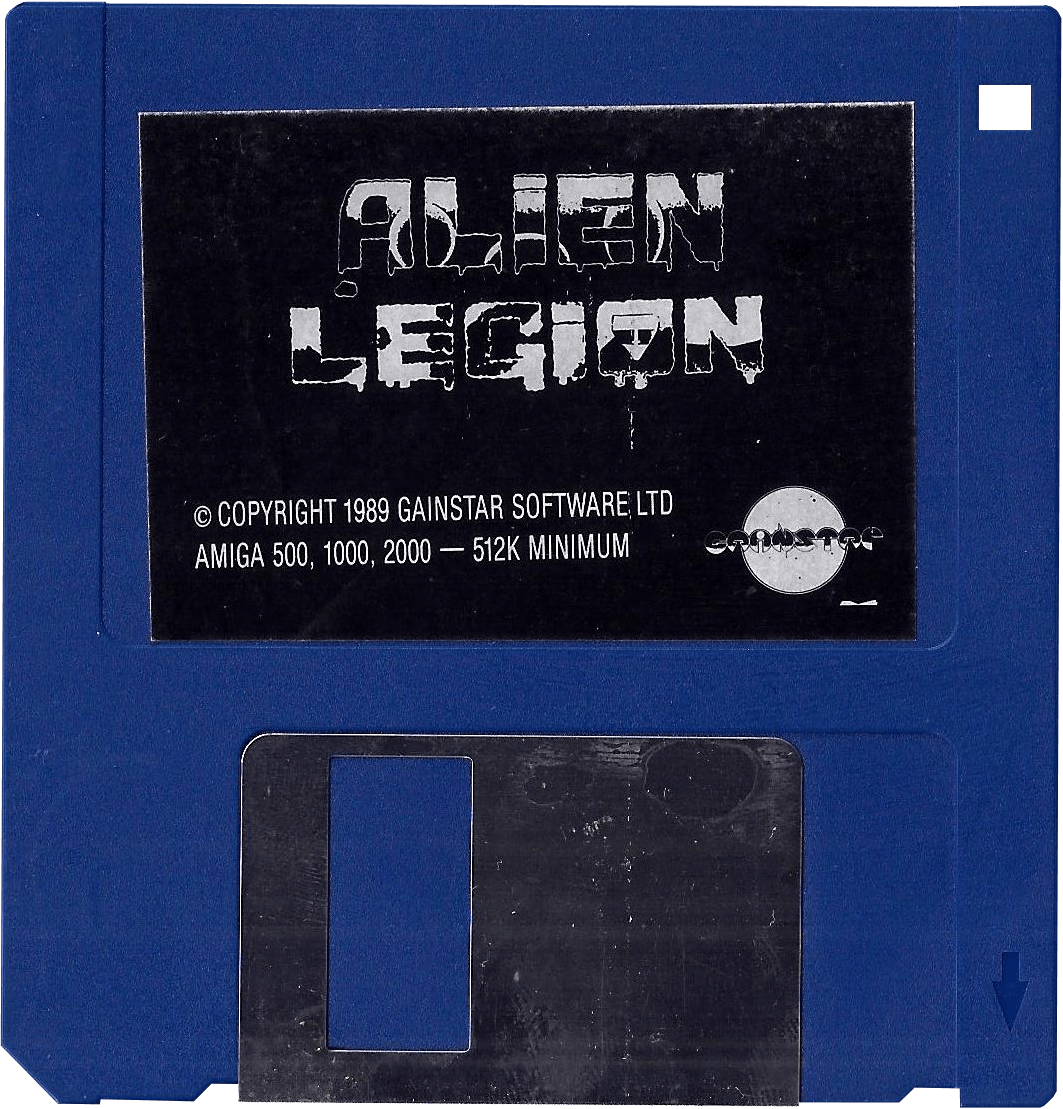 ALiEN
LEGiON
© COPYRIGHT 1989 GAINSTAR SOFTWARE LTD
AMIGA 500, 1000, 2000 — 512K MINIMUM
GAINSTAR